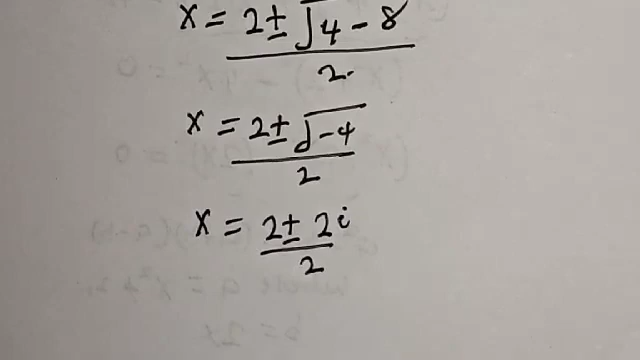 x = 2 ± √4 - 8 / 2.
x = 2 ± √-4 / 2
x = 2 ± 2i / 2